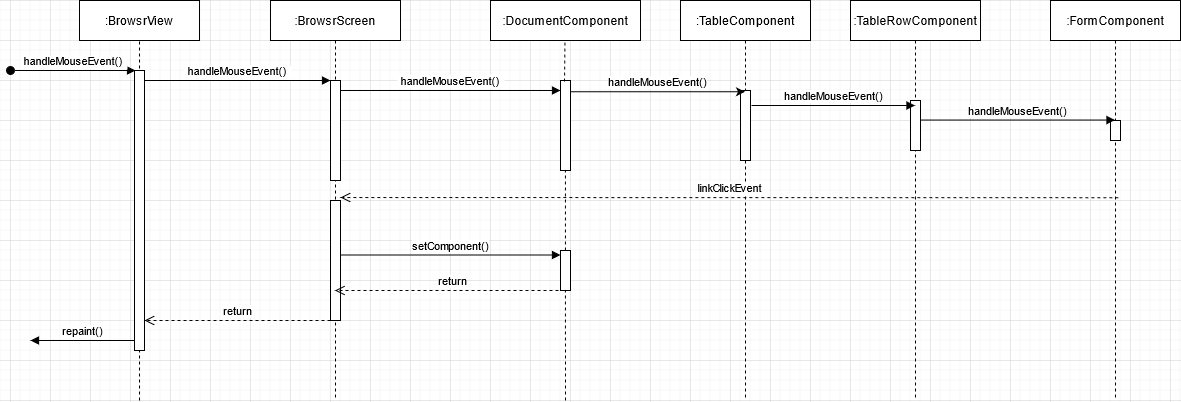 :BrowsrView
:BrowsrScreen
:DocumentComponent
:TableComponent
:TableRowComponent
:FormComponent
handleMouseEvent()
handleMouseEvent()
handleMouseEvent()
handleMouseEvent()
handleMouseEvent()
handleMouseEvent()
linkClickEvent
setComponent()
return
return
repaint()